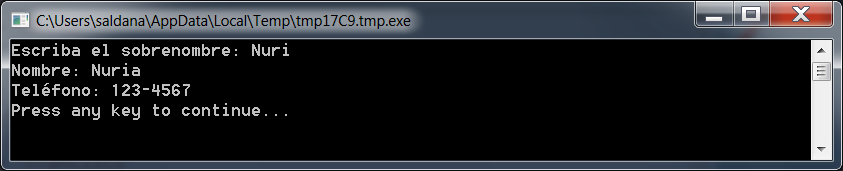 C:\Users\saldana\AppData\Local\Temp\tmp17C9.tmp.exe
Escriba el sobrenombre: Nuri
Nombre: Nuria
Teléfono: 123-4567
Press any key to continue...